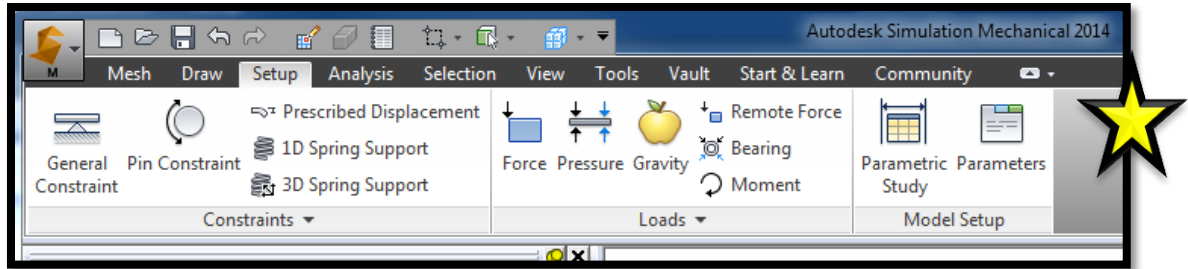 Autodesk Simulation Mechanical 2014
M
Mesh Draw Setup Analysis Selection View Tools Vault Start & Learn Community
General Constraint
Pin Constraint
Prescribed Displacement
1D Spring Support
3D Spring Support
Force Pressure Gravity
Remote Force
Bearing
Moment
Parametric Study
Parameters
Constraints
Loads
Model Setup